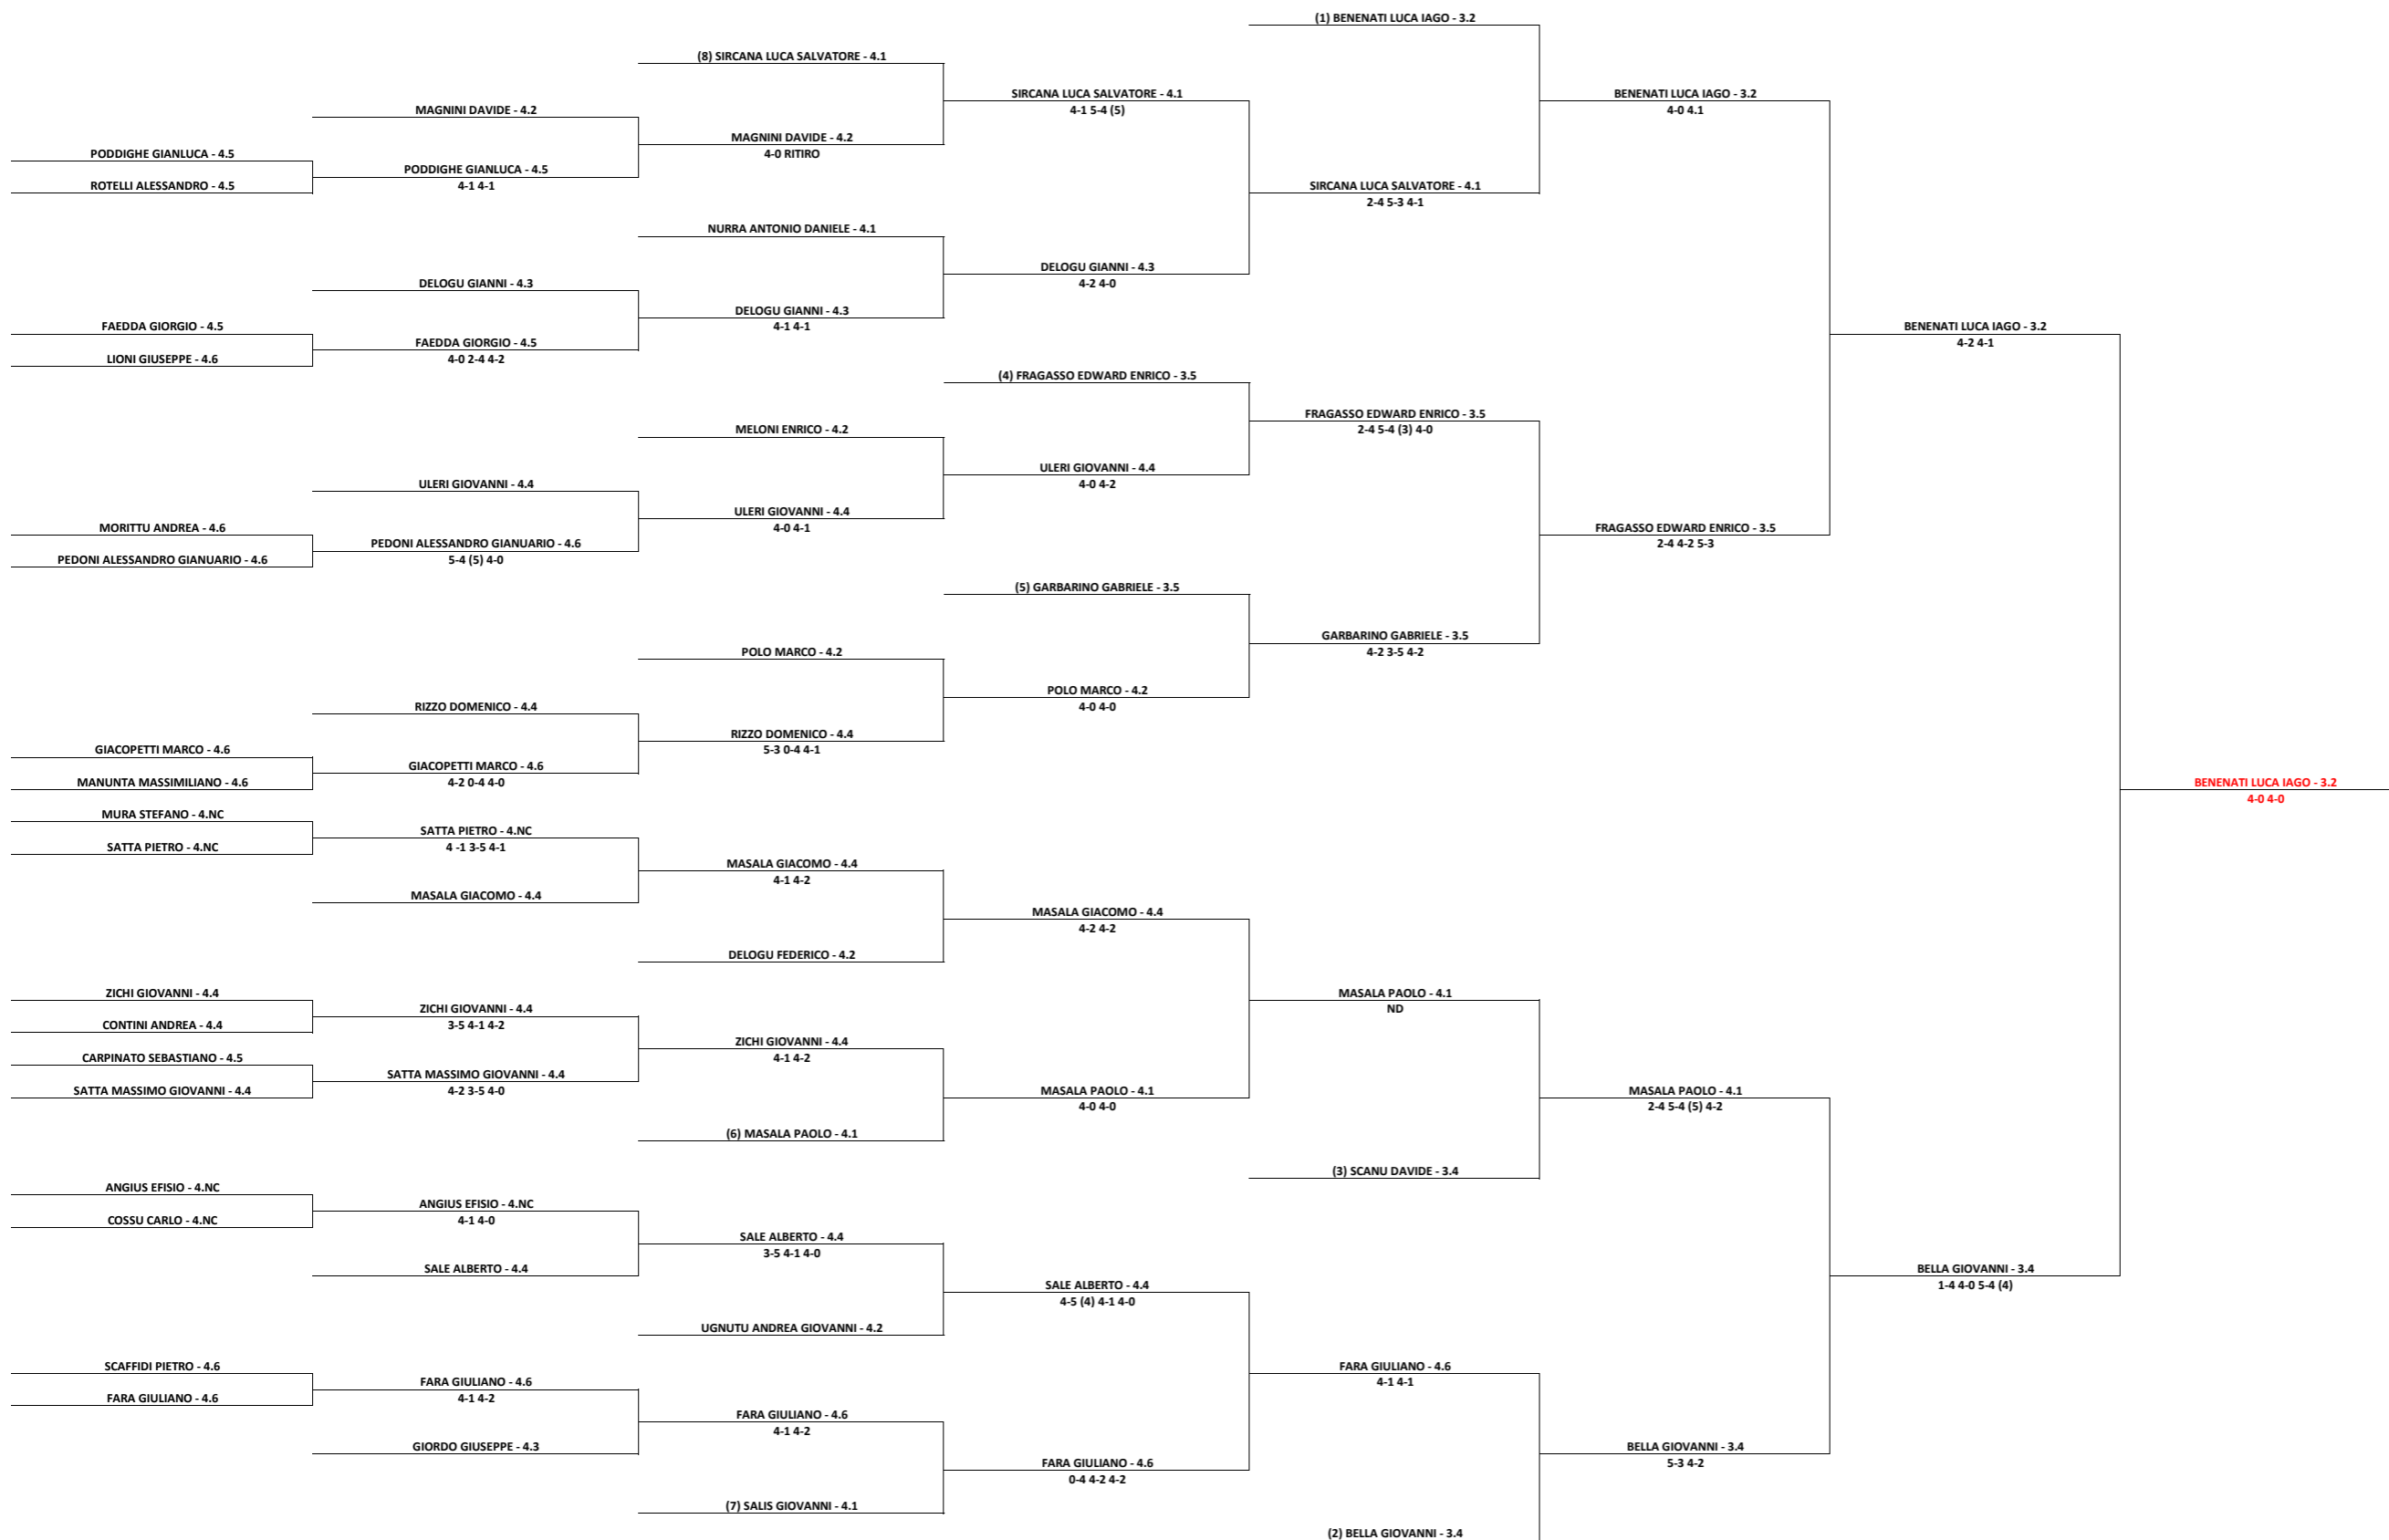 (1) BENENATI LUCA IAGO - 3.2
(8) SIRCANA LUCA SALVATORE - 4.1
SIRCANA LUCA SALVATORE - 4.1
4-1 5-4 (5)
BENENATI LUCA IAGO - 3.2
4-0 4.1
MAGNINI DAVIDE - 4.2
MAGNINI DAVIDE - 4.2
4-0 RITIRO
PODDIGHE GIANLUCA - 4.5
PODDIGHE GIANLUCA - 4.5
4-1 4-1
ROTELLI ALESSANDRO - 4.5
SIRCANA LUCA SALVATORE - 4.1
2-4 5-3 4-1
NURRA ANTONIO DANIELE - 4.1
DELOGU GIANNI - 4.3
4-2 4-0
DELOGU GIANNI - 4.3
DELOGU GIANNI - 4.3
4-1 4-1
FAEDDA GIORGIO - 4.5
BENENATI LUCA IAGO - 3.2
4-2 4-1
FAEDDA GIORGIO - 4.5
4-0 2-4 4-2
LIONI GIUSEPPE - 4.6
(4) FRAGASSO EDWARD ENRICO - 3.5
FRAGASSO EDWARD ENRICO - 3.5
2-4 5-4 (3) 4-0
MELONI ENRICO - 4.2
ULERI GIOVANNI - 4.4
4-0 4-2
ULERI GIOVANNI - 4.4
ULERI GIOVANNI - 4.4
4-0 4-1
MORITTU ANDREA - 4.6
FRAGASSO EDWARD ENRICO - 3.5
2-4 4-2 5-3
PEDONI ALESSANDRO GIANUARIO - 4.6
5-4 (5) 4-0
PEDONI ALESSANDRO GIANUARIO - 4.6
(5) GARBARINO GABRIELE - 3.5
GARBARINO GABRIELE - 3.5
4-2 3-5 4-2
POLO MARCO - 4.2
POLO MARCO - 4.2
4-0 4-0
RIZZO DOMENICO - 4.4
RIZZO DOMENICO - 4.4
5-3 0-4 4-1
GIACOPETTI MARCO - 4.6
GIACOPETTI MARCO - 4.6
4-2 0-4 4-0
MANUNTA MASSIMILIANO - 4.6
BENENATI LUCA IAGO - 3.2
4-0 4-0
MURA STEFANO - 4.NC
SATTA PIETRO - 4.NC
4 -1 3-5 4-1
SATTA PIETRO - 4.NC
MASALA GIACOMO - 4.4
4-1 4-2
MASALA GIACOMO - 4.4
MASALA GIACOMO - 4.4
4-2 4-2
DELOGU FEDERICO - 4.2
ZICHI GIOVANNI - 4.4
MASALA PAOLO - 4.1
ND
ZICHI GIOVANNI - 4.4
3-5 4-1 4-2
CONTINI ANDREA - 4.4
ZICHI GIOVANNI - 4.4
4-1 4-2
CARPINATO SEBASTIANO - 4.5
SATTA MASSIMO GIOVANNI - 4.4
4-2 3-5 4-0
SATTA MASSIMO GIOVANNI - 4.4
MASALA PAOLO - 4.1
4-0 4-0
MASALA PAOLO - 4.1
2-4 5-4 (5) 4-2
(6) MASALA PAOLO - 4.1
(3) SCANU DAVIDE - 3.4
ANGIUS EFISIO - 4.NC
ANGIUS EFISIO - 4.NC
4-1 4-0
COSSU CARLO - 4.NC
SALE ALBERTO - 4.4
3-5 4-1 4-0
SALE ALBERTO - 4.4
BELLA GIOVANNI - 3.4
1-4 4-0 5-4 (4)
SALE ALBERTO - 4.4
4-5 (4) 4-1 4-0
UGNUTU ANDREA GIOVANNI - 4.2
SCAFFIDI PIETRO - 4.6
FARA GIULIANO - 4.6
4-1 4-1
FARA GIULIANO - 4.6
4-1 4-2
FARA GIULIANO - 4.6
FARA GIULIANO - 4.6
4-1 4-2
GIORDO GIUSEPPE - 4.3
BELLA GIOVANNI - 3.4
5-3 4-2
FARA GIULIANO - 4.6
0-4 4-2 4-2
(7) SALIS GIOVANNI - 4.1
(2) BELLA GIOVANNI - 3.4